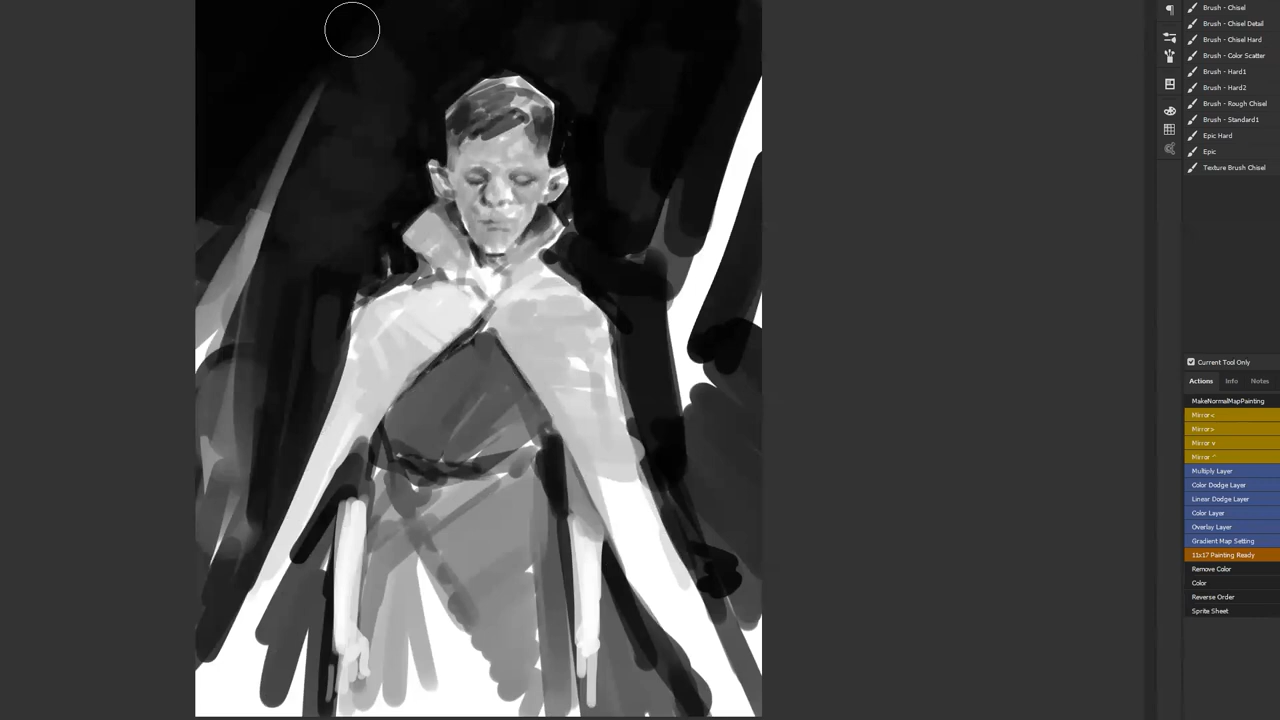 Brush - Chisel
Brush - Chisel Detail
Brush - Chisel Hard
Brush - Color Scatter
Brush - Hard1
Brush - Hard2
Brush - Rough Chisel
Brush - Standard1
Epic Hard
Epic
Texture Brush Chisel
Current Tool Only
Actions Info Notes
MakeNormalMapPainting
Mirror <
Mirror >
Mirror v
Mirror ^
Multiply Layer
Color Dodge Layer
Linear Dodge Layer
Color Layer
Overlay Layer
Gradient Map Setting
11x17 Painting Ready
Remove Color
Color
Reverse Order
Sprite Sheet